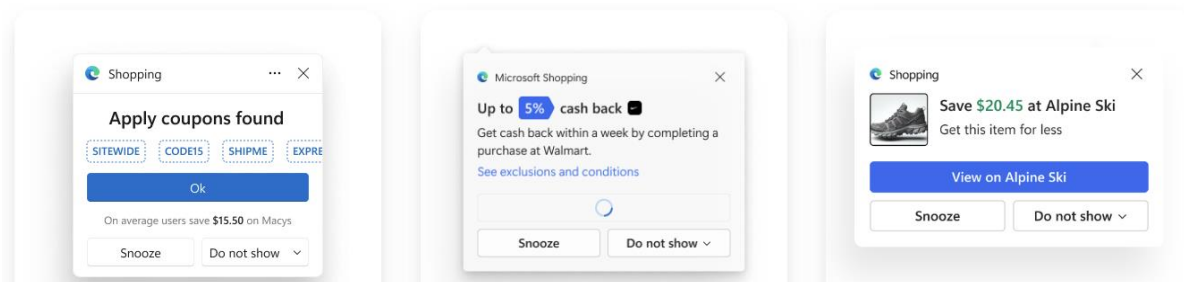 Shopping
Apply coupons found
SITEWIDE CODE15 SHIPME EXPRE
Ok
On average users save $15.50 on Macys
Snooze Do not show
Microsoft Shopping
Up to 5% cash back
Get cash back within a week by completing a
purchase at Walmart.
See exclusions and conditions
Snooze Do not show
Shopping
Save $20.45 at Alpine Ski
Get this item for less
View on Alpine Ski
Snooze Do not show